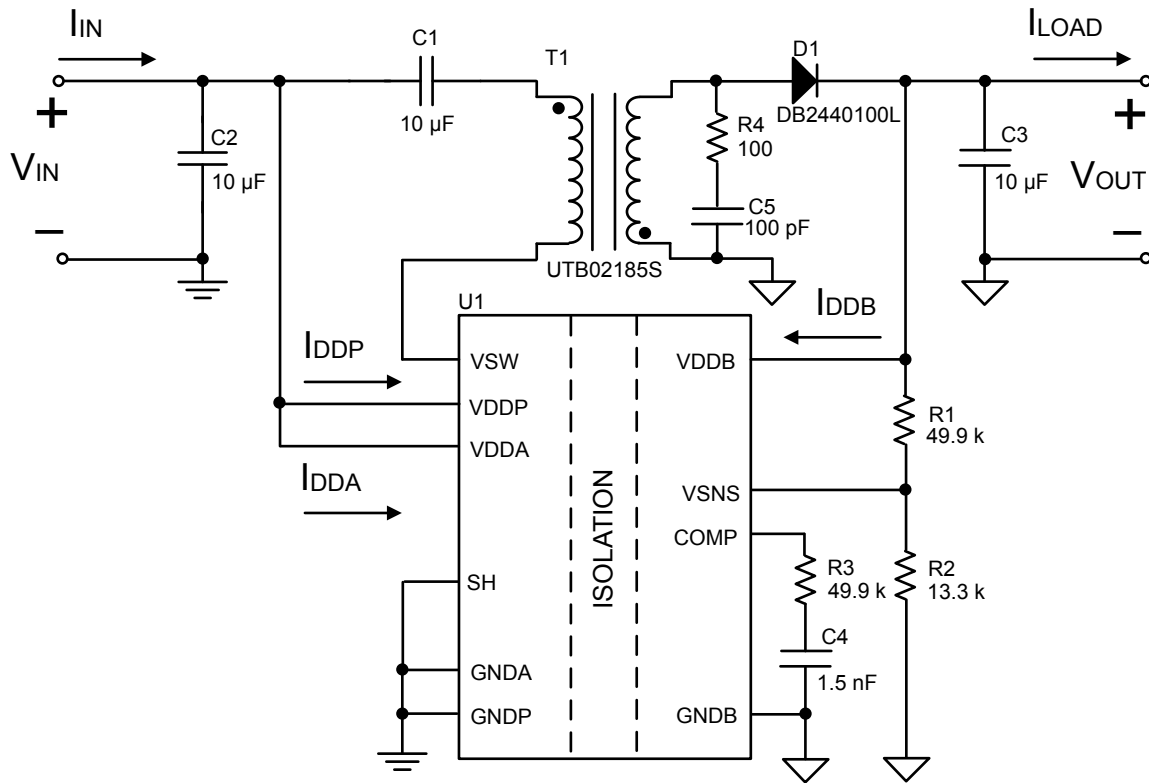 IIN
C1
T1
D1
ILOAD
+
VIN
−
C2
10 µF
10 µF
R4
100
C5
100 pF
DB2440100L
C3
10 µF
+
VOUT
−
UTB02185S
U1
IDDP
IDDA
IDDB
VSW
VDDP
VDDA
SH
GNDA
GNDP
ISOLATION
VDDB
VSNS
COMP
GNDB
R1
49.9 k
R3
49.9 k
R2
13.3 k
C4
1.5 nF